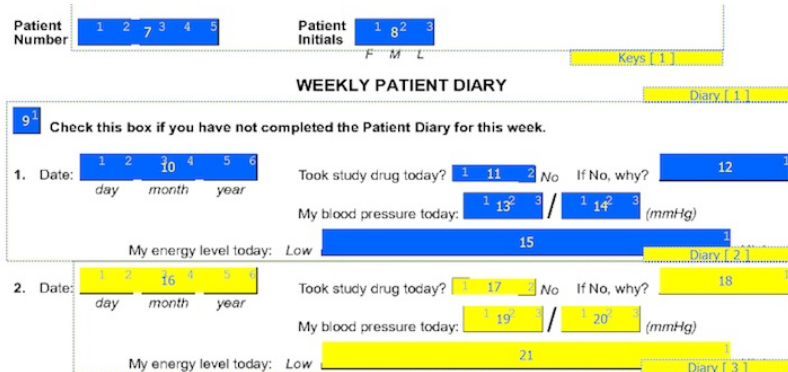 Patient Number 1 2 3 4 5 7 Patient Initials 1 2 3 8
F M L
Keys [ 1 ]
WEEKLY PATIENT DIARY
Diary [ 1 ]
9 1 Check this box if you have not completed the Patient Diary for this week.
1. Date: 1 2 3 4 5 6 10 Took study drug today? 1 11 2 No If No, why? 12 1
day month year
My blood pressure today: 1 2 3 13 / 1 2 3 14 (mmHg)
My energy level today: Low 15 1
Diary [ 2 ]
2. Date: 1 2 3 4 5 6 16 Took study drug today? 1 17 2 No If No, why? 18 1
day month year
My blood pressure today: 1 2 3 19 / 1 2 3 20 (mmHg)
My energy level today: Low 21 1
Diary [ 3 ]